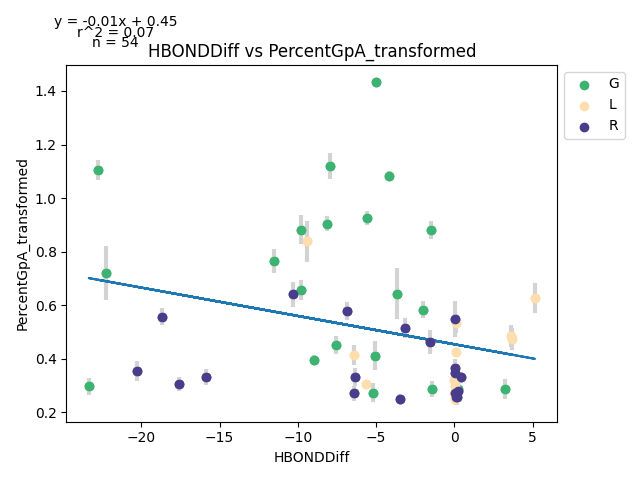 y = -0.01x + 0.45
r^2 = 0.07
n = 54
HBONDDiff vs PercentGpA_transformed
G
L
R
PercentGpA_transformed
1.4
1.2
1.0
0.8
0.6
0.4
0.2
−20
−15
−10
−5
0
5
HBONDDiff